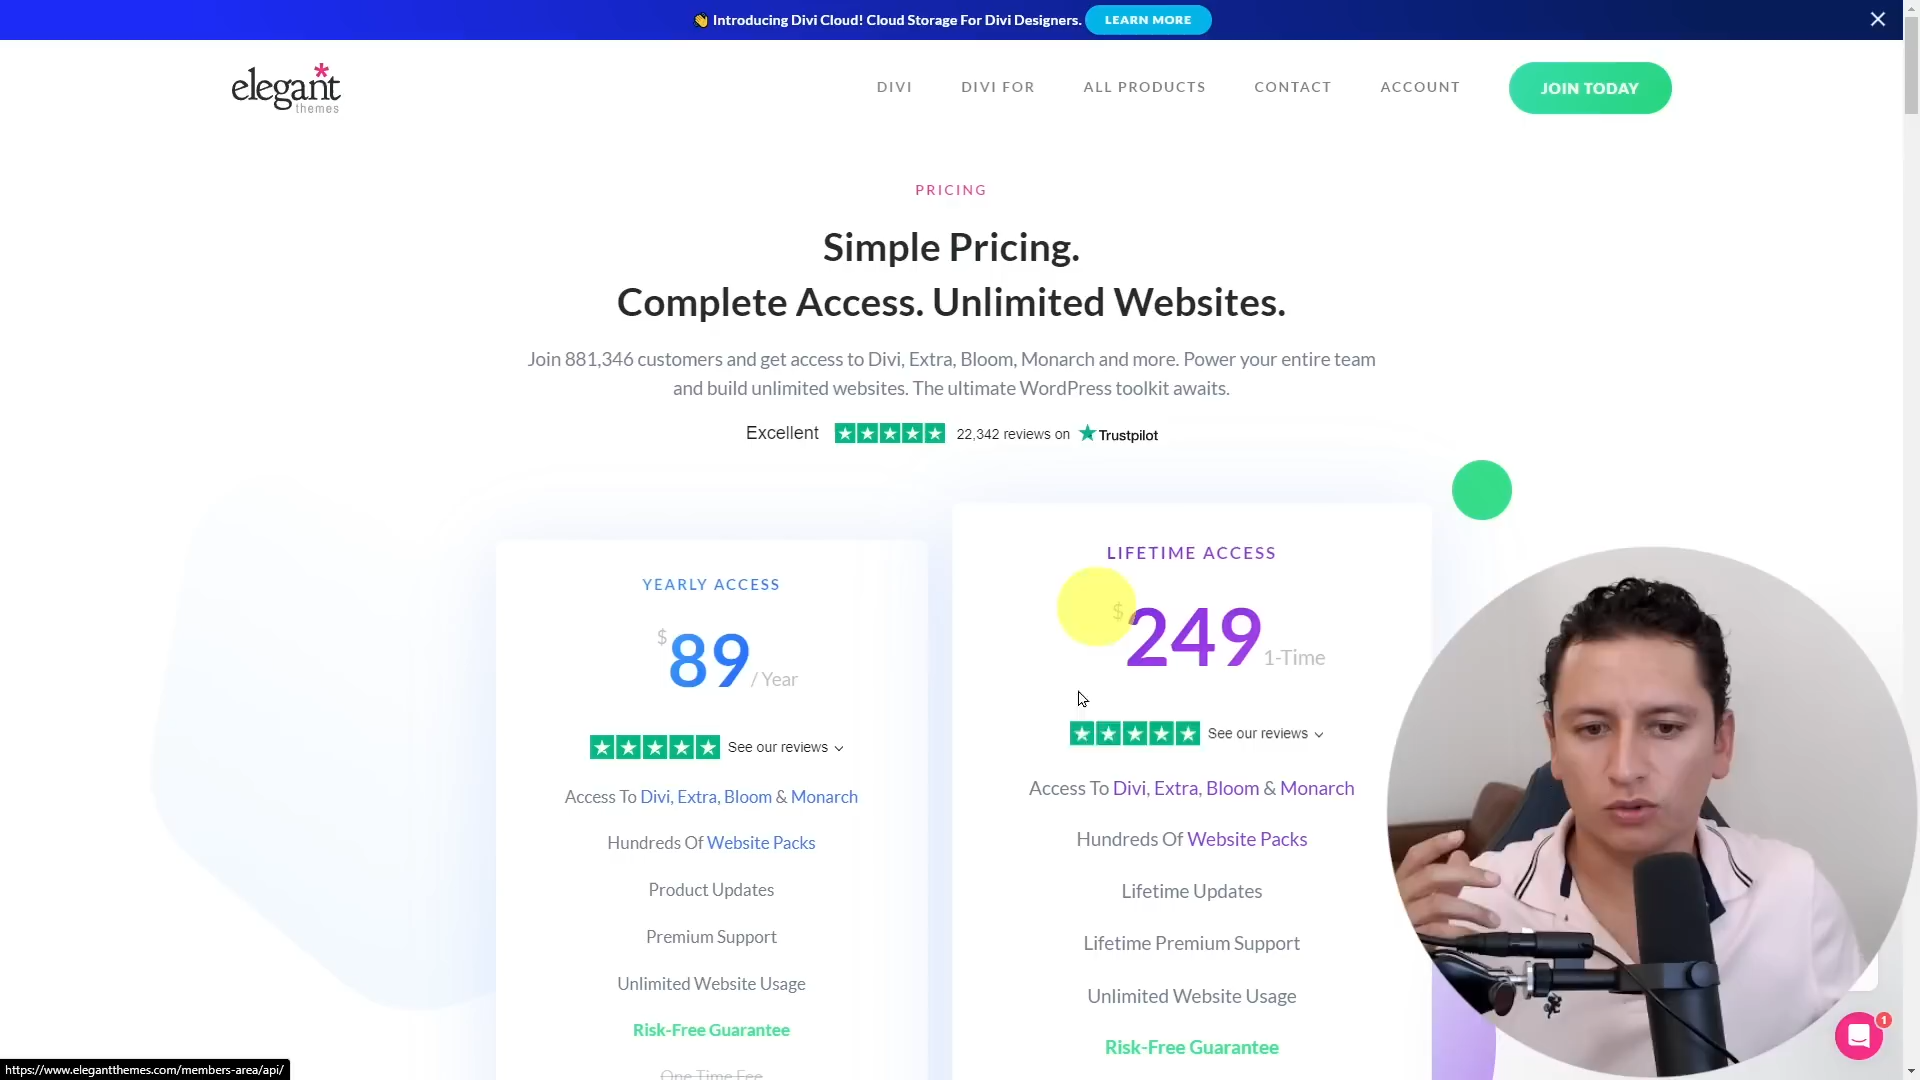 👋 Introducing Divi Cloud! Cloud Storage For Divi Designers. LEARN MORE
elegant themes
DIVI DIVI FOR ALL PRODUCTS CONTACT ACCOUNT JOIN TODAY
PRICING
Simple Pricing.
Complete Access. Unlimited Websites.
Join 881,346 customers and get access to Divi, Extra, Bloom, Monarch and more. Power your entire team
and build unlimited websites. The ultimate WordPress toolkit awaits.
Excellent 22,342 reviews on Trustpilot
YEARLY ACCESS
$89 / Year
See our reviews
Access To Divi, Extra, Bloom & Monarch
Hundreds Of Website Packs
Product Updates
Premium Support
Unlimited Website Usage
Risk-Free Guarantee
One Time Fee
LIFETIME ACCESS
$249 1-Time
See our reviews
Access To Divi, Extra, Bloom & Monarch
Hundreds Of Website Packs
Lifetime Updates
Lifetime Premium Support
Unlimited Website Usage
Risk-Free Guarantee
1
https://www.elegantthemes.com/members-area/api/